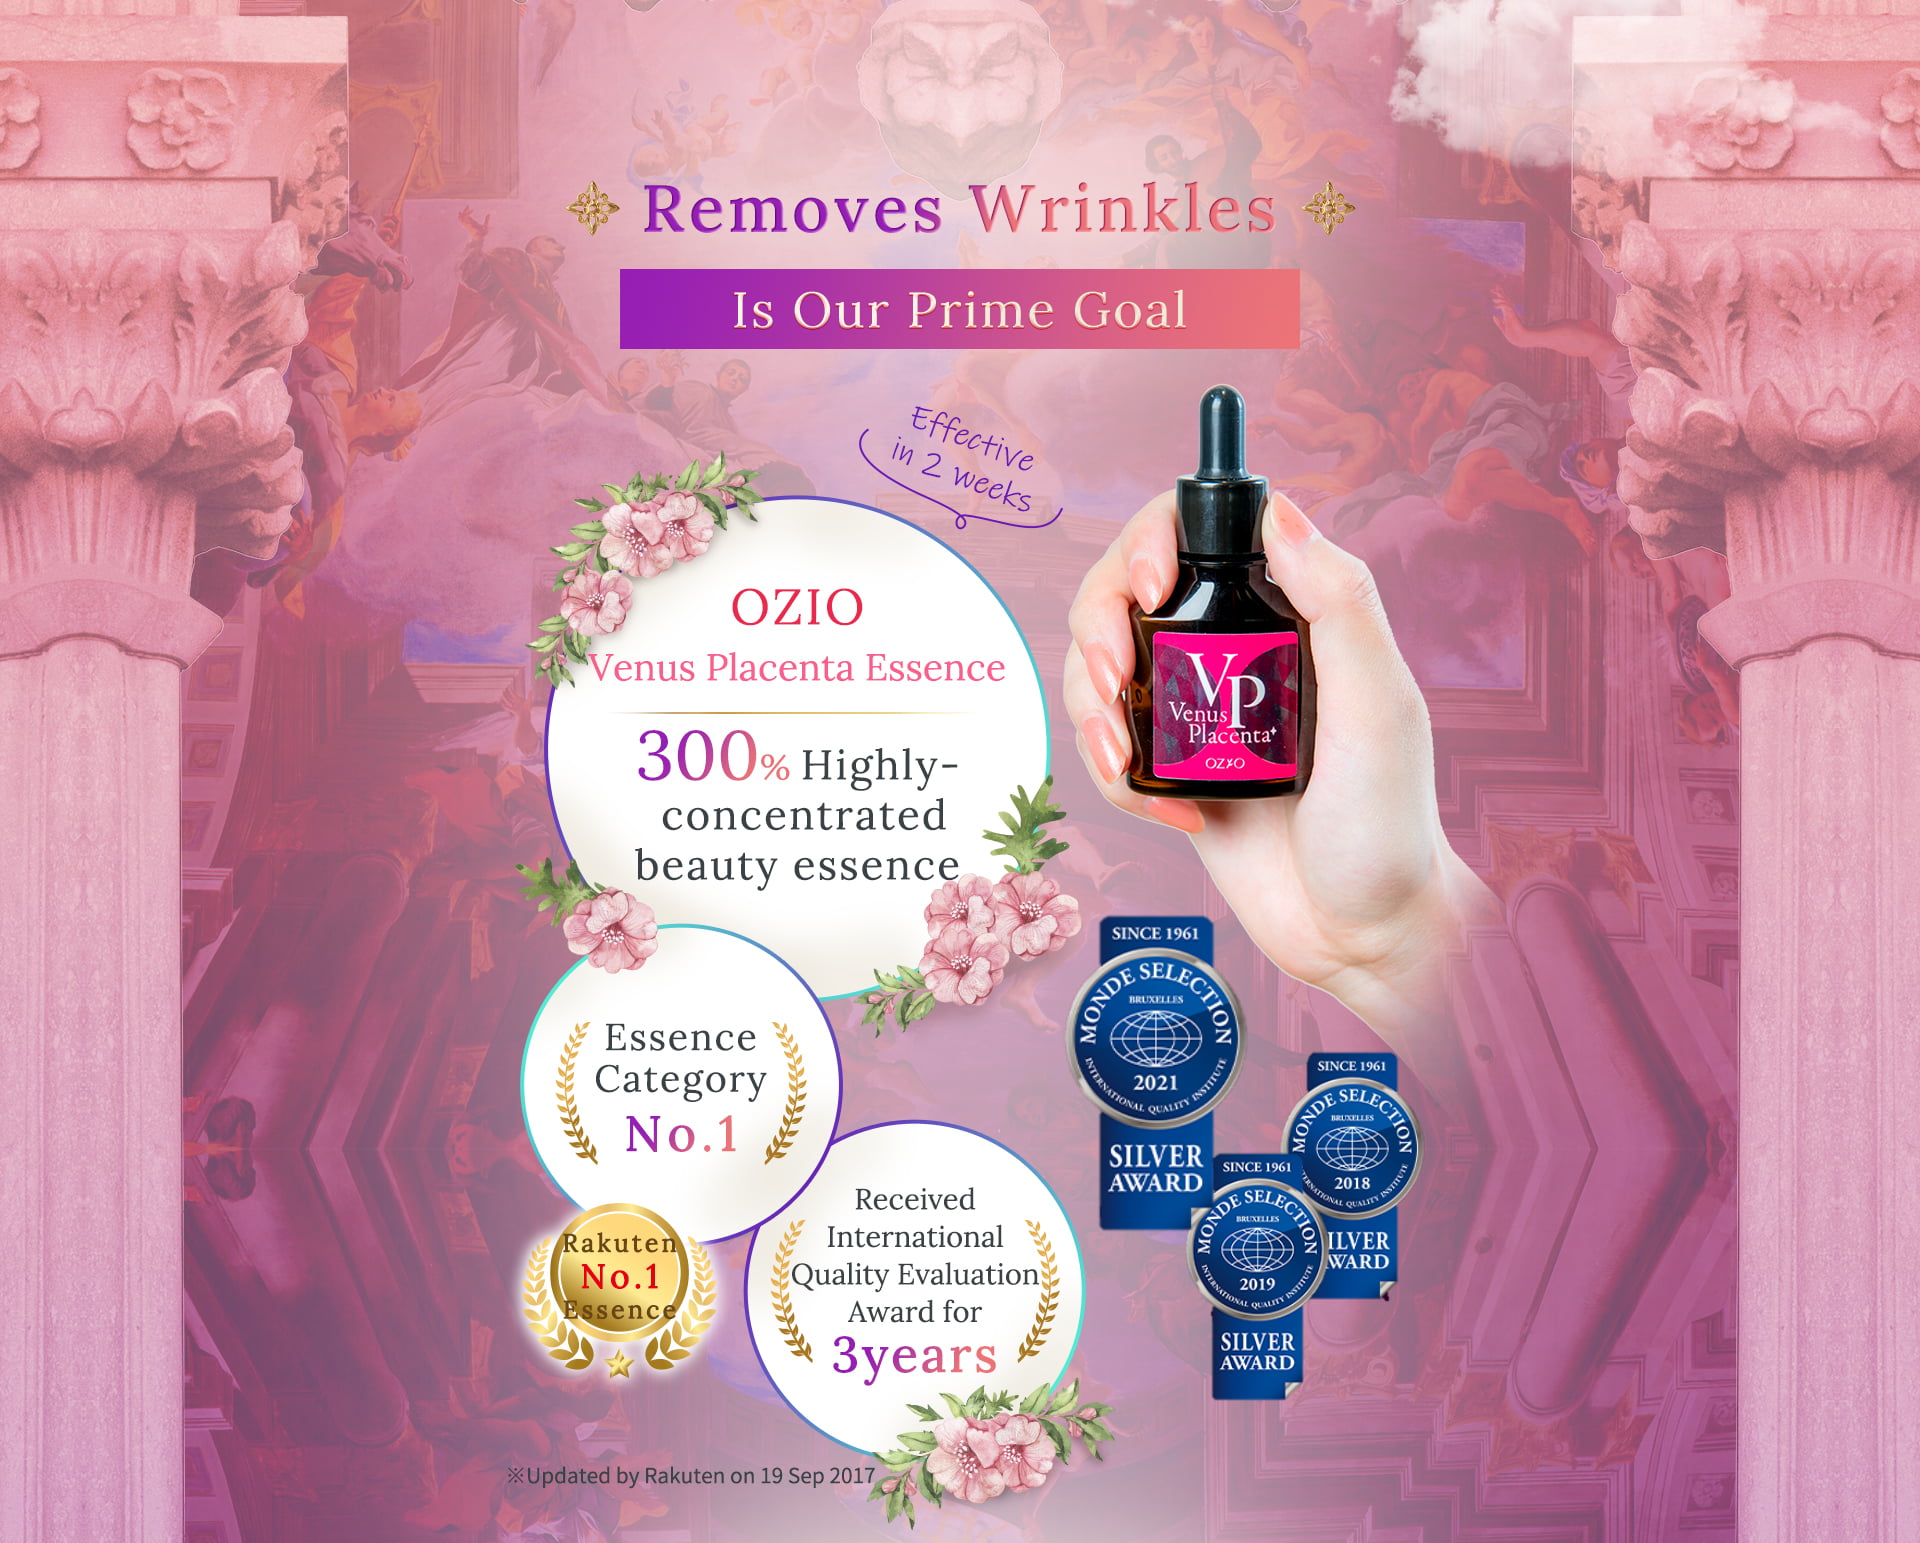 Removes Wrinkles
Is Our Prime Goal
Effective
in 2 weeks
OZIO
Venus Placenta Essence
300% Highly-
concentrated
beauty essence
VP
Venus
Placenta
OZIO
Essence
Category
No.1
Rakuten
No.1
Essence
Received
International
Quality Evaluation
Award for
3years
SINCE 1961
MONDE SELECTION
BRUXELLES
2021
INTERNATIONAL QUALITY INSTITUTE
SILVER
AWARD
SINCE 1961
MONDE SELECTION
BRUXELLES
2018
INTERNATIONAL QUALITY INSTITUTE
ILVER
WARD
SINCE 1961
MONDE SELECTION
BRUXELLES
2019
INTERNATIONAL QUALITY INSTITUTE
SILVER
AWARD
※Updated by Rakuten on 19 Sep 2017